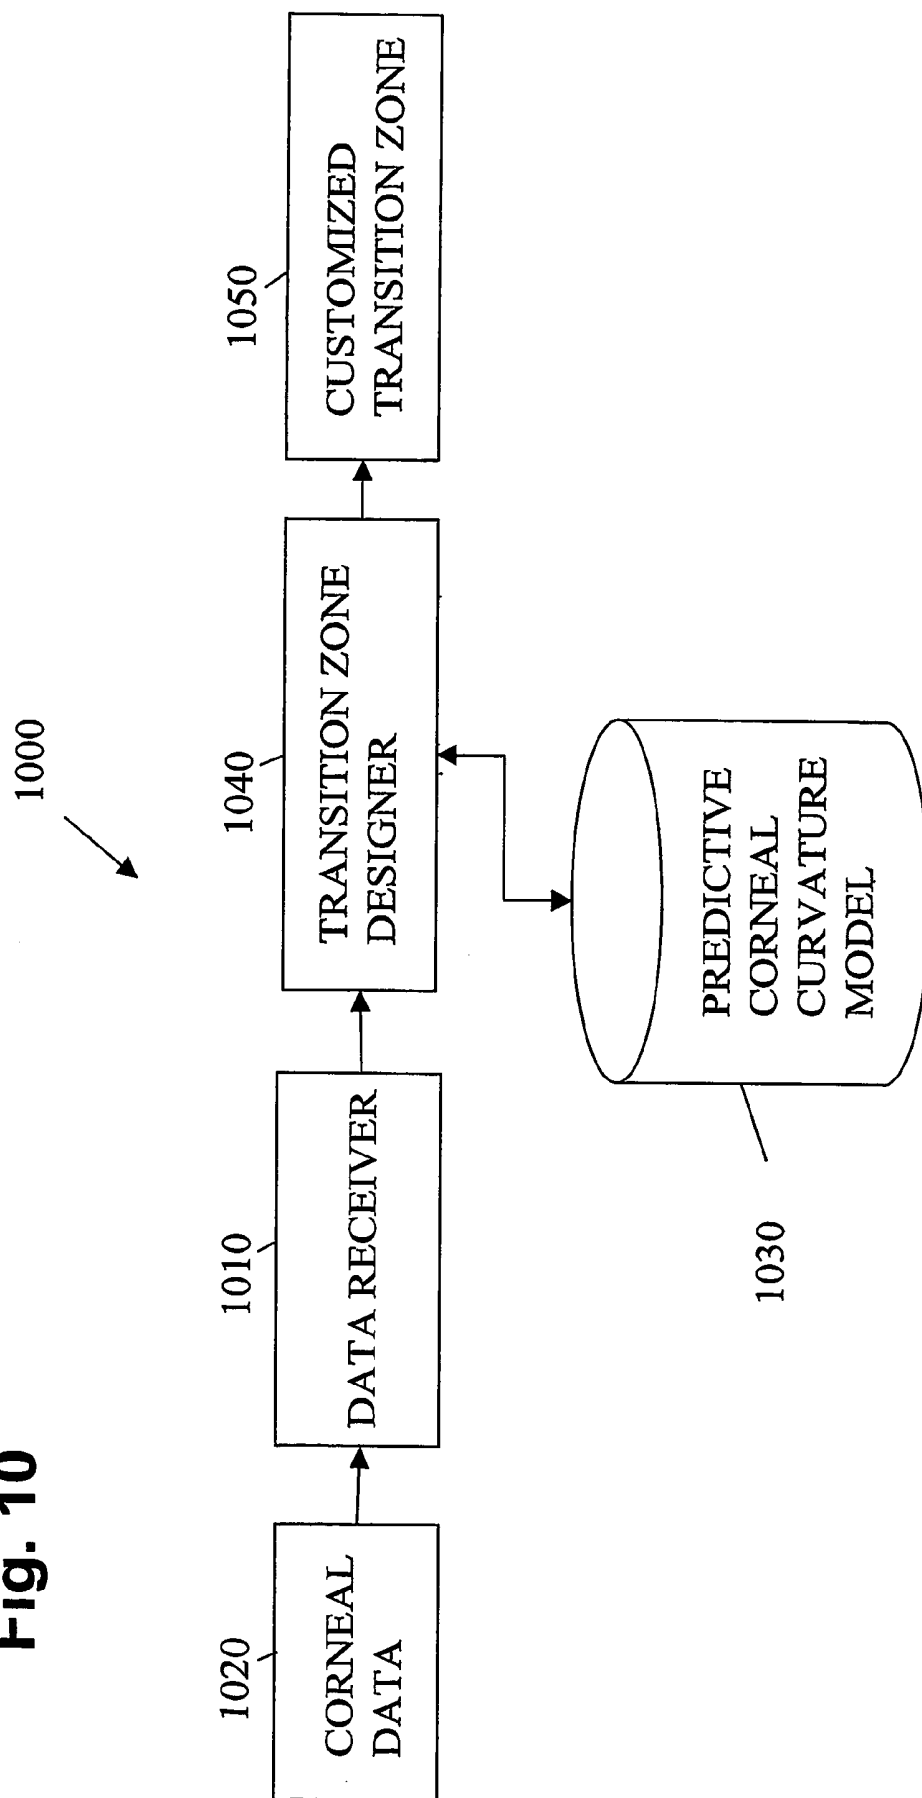 Fig. 10
1000
1020
CORNEAL
DATA
1010
DATA RECEIVER
1040
TRANSITION ZONE
DESIGNER
1050
CUSTOMIZED
TRANSITION ZONE
1030
PREDICTIVE
CORNEAL
CURVATURE
MODEL